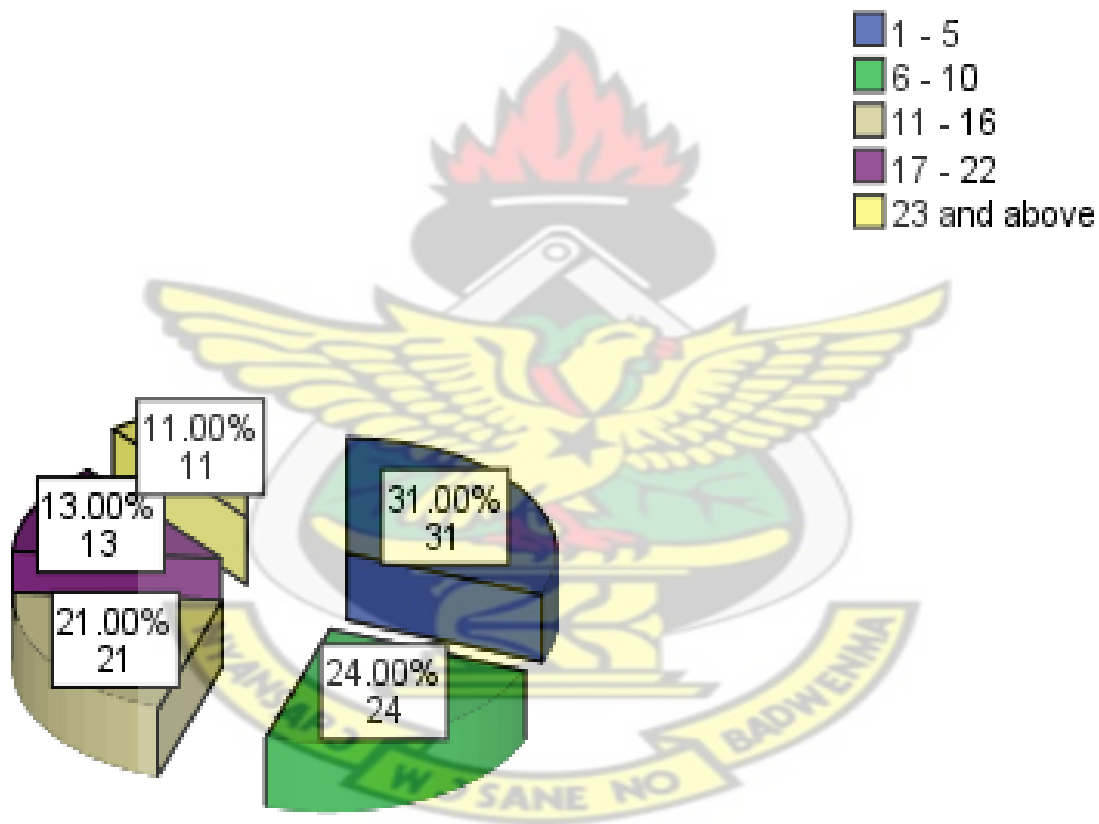 1 - 5
6 - 10
11 - 16
17 - 22
23 and above
11.00%
11
13.00%
13
31.00%
31
21.00%
21
24.00%
24
BADWENMA
SANE NO